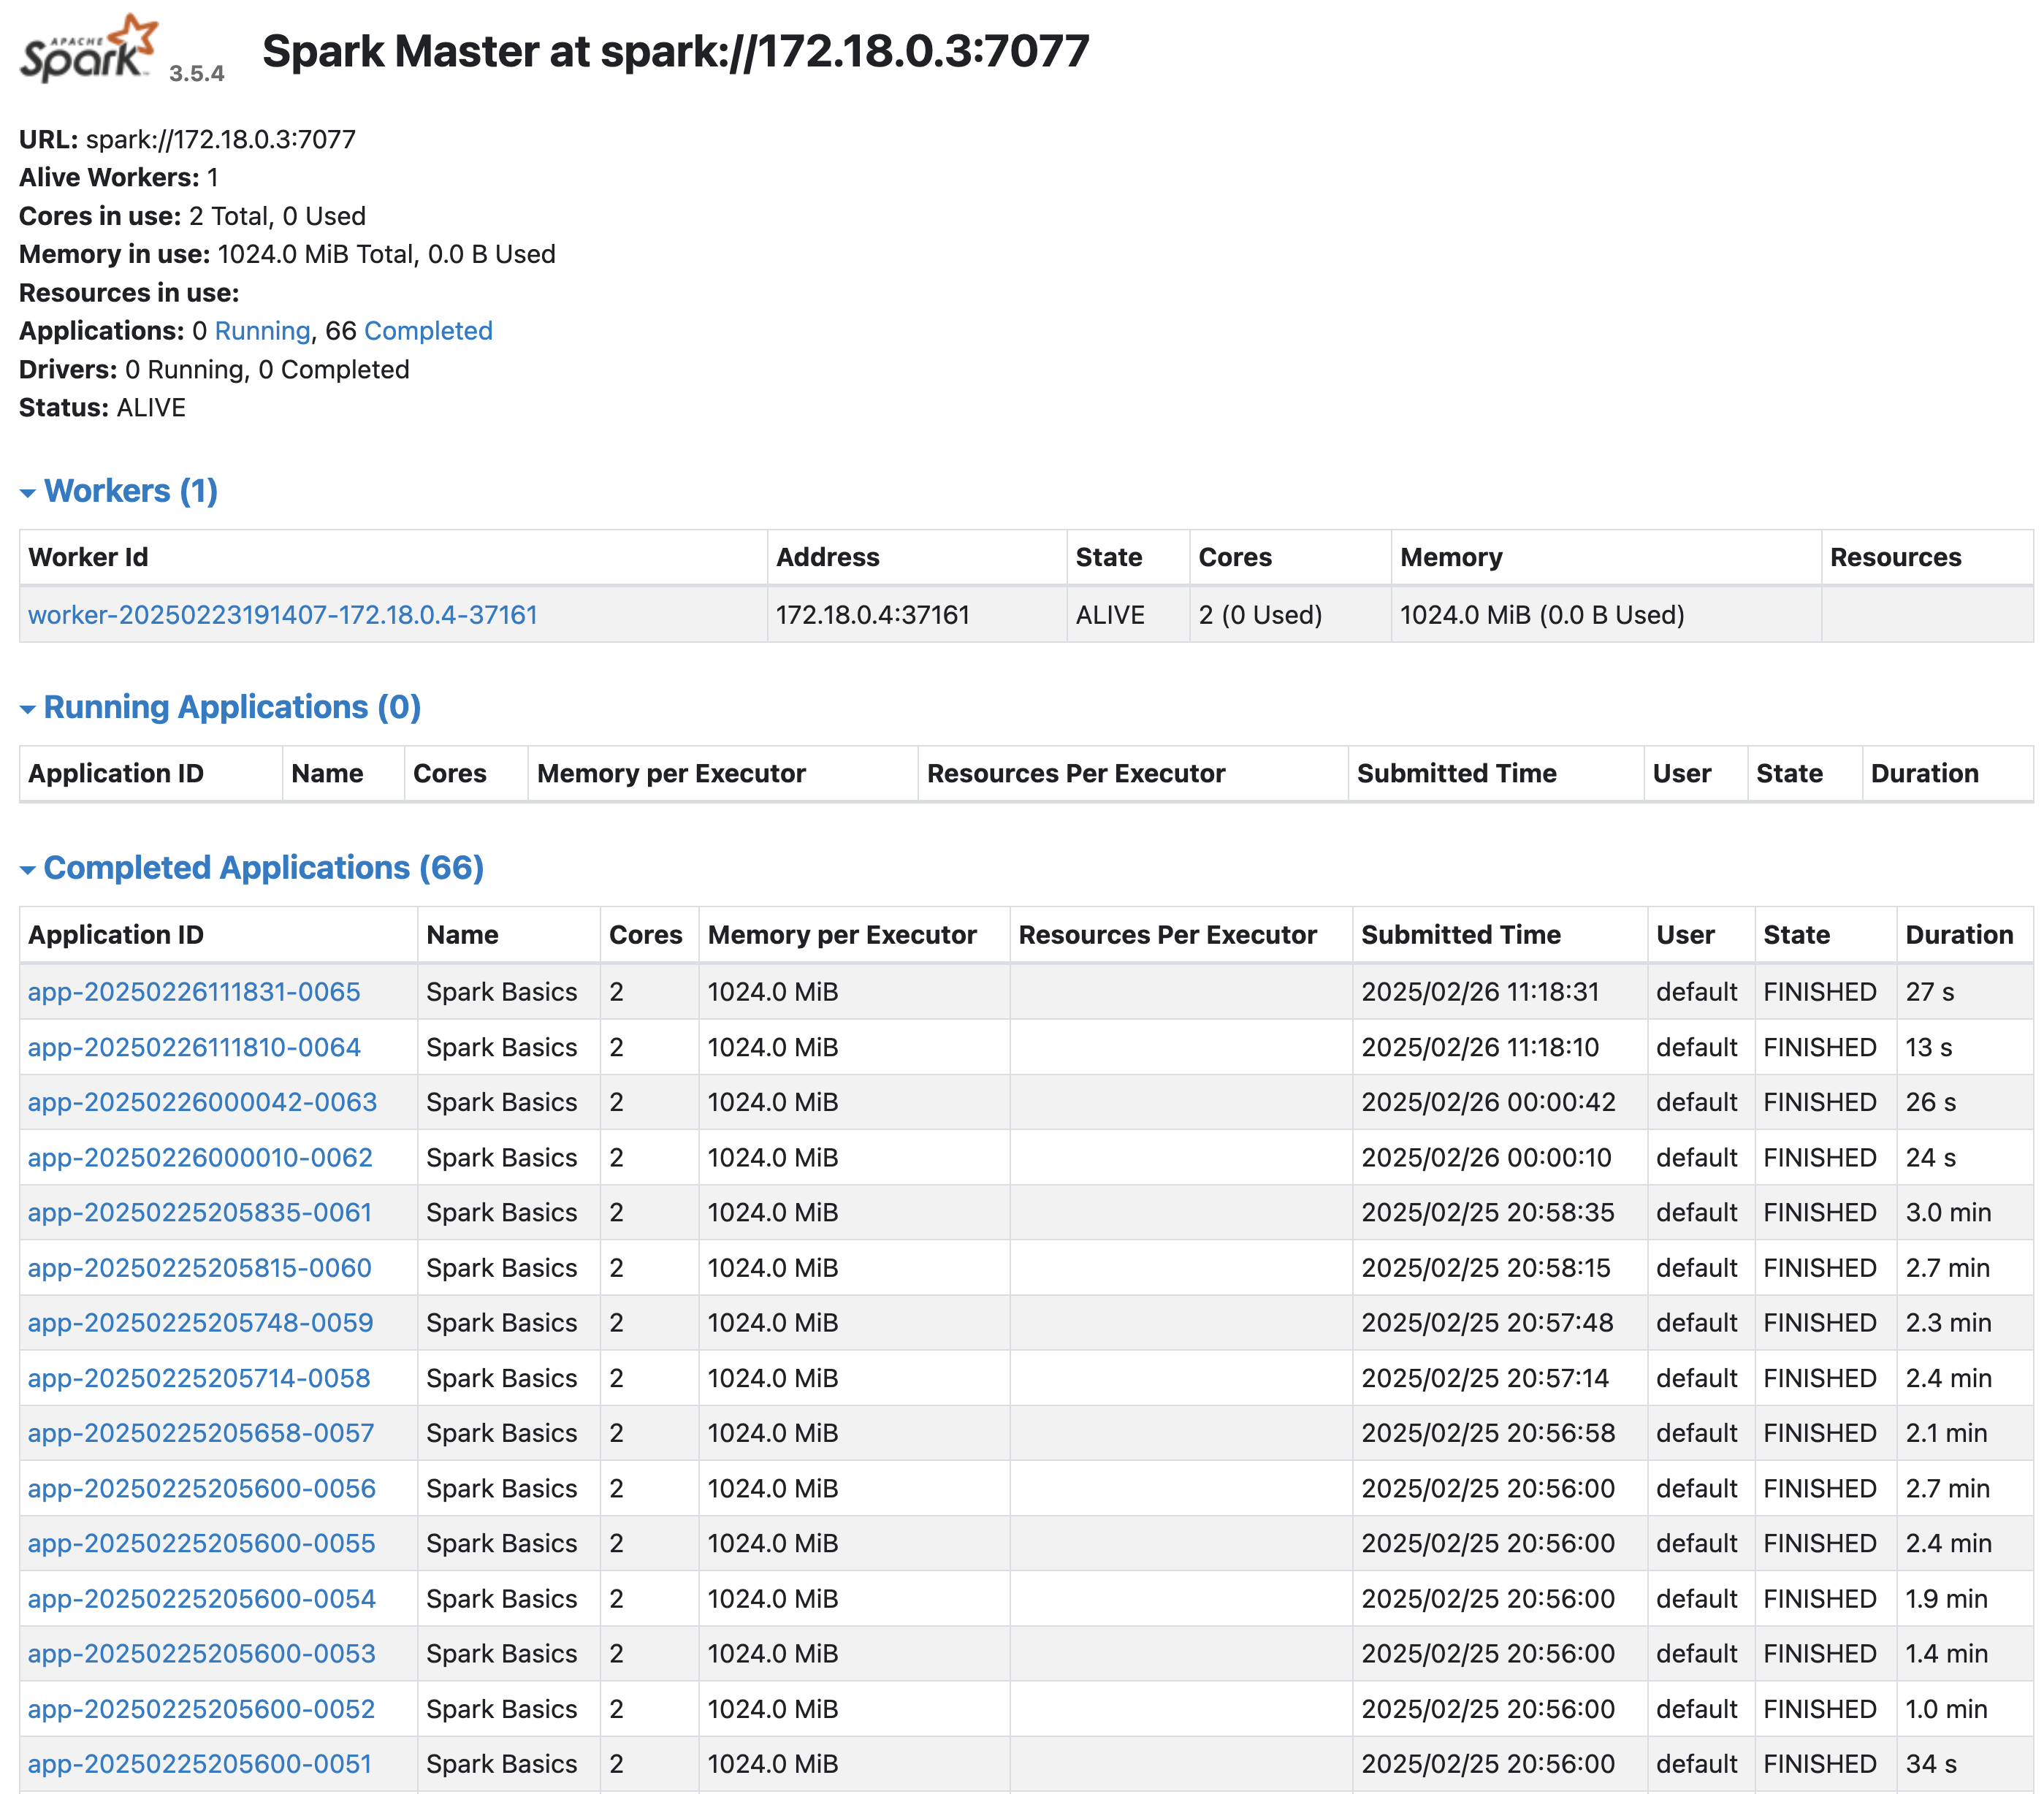 APACHE
Spark™ 3.5.4 Spark Master at spark://172.18.0.3:7077
URL: spark://172.18.0.3:7077
Alive Workers: 1
Cores in use: 2 Total, 0 Used
Memory in use: 1024.0 MiB Total, 0.0 B Used
Resources in use:
Applications: 0 Running, 66 Completed
Drivers: 0 Running, 0 Completed
Status: ALIVE
Workers (1)
Worker Id Address State Cores Memory Resources
worker-20250223191407-172.18.0.4-37161 172.18.0.4:37161 ALIVE 2 (0 Used) 1024.0 MiB (0.0 B Used)
Running Applications (0)
Application ID Name Cores Memory per Executor Resources Per Executor Submitted Time User State Duration
Completed Applications (66)
Application ID Name Cores Memory per Executor Resources Per Executor Submitted Time User State Duration
app-20250226111831-0065 Spark Basics 2 1024.0 MiB 2025/02/26 11:18:31 default FINISHED 27 s
app-20250226111810-0064 Spark Basics 2 1024.0 MiB 2025/02/26 11:18:10 default FINISHED 13 s
app-20250226000042-0063 Spark Basics 2 1024.0 MiB 2025/02/26 00:00:42 default FINISHED 26 s
app-20250226000010-0062 Spark Basics 2 1024.0 MiB 2025/02/26 00:00:10 default FINISHED 24 s
app-20250225205835-0061 Spark Basics 2 1024.0 MiB 2025/02/25 20:58:35 default FINISHED 3.0 min
app-20250225205815-0060 Spark Basics 2 1024.0 MiB 2025/02/25 20:58:15 default FINISHED 2.7 min
app-20250225205748-0059 Spark Basics 2 1024.0 MiB 2025/02/25 20:57:48 default FINISHED 2.3 min
app-20250225205714-0058 Spark Basics 2 1024.0 MiB 2025/02/25 20:57:14 default FINISHED 2.4 min
app-20250225205658-0057 Spark Basics 2 1024.0 MiB 2025/02/25 20:56:58 default FINISHED 2.1 min
app-20250225205600-0056 Spark Basics 2 1024.0 MiB 2025/02/25 20:56:00 default FINISHED 2.7 min
app-20250225205600-0055 Spark Basics 2 1024.0 MiB 2025/02/25 20:56:00 default FINISHED 2.4 min
app-20250225205600-0054 Spark Basics 2 1024.0 MiB 2025/02/25 20:56:00 default FINISHED 1.9 min
app-20250225205600-0053 Spark Basics 2 1024.0 MiB 2025/02/25 20:56:00 default FINISHED 1.4 min
app-20250225205600-0052 Spark Basics 2 1024.0 MiB 2025/02/25 20:56:00 default FINISHED 1.0 min
app-20250225205600-0051 Spark Basics 2 1024.0 MiB 2025/02/25 20:56:00 default FINISHED 34 s